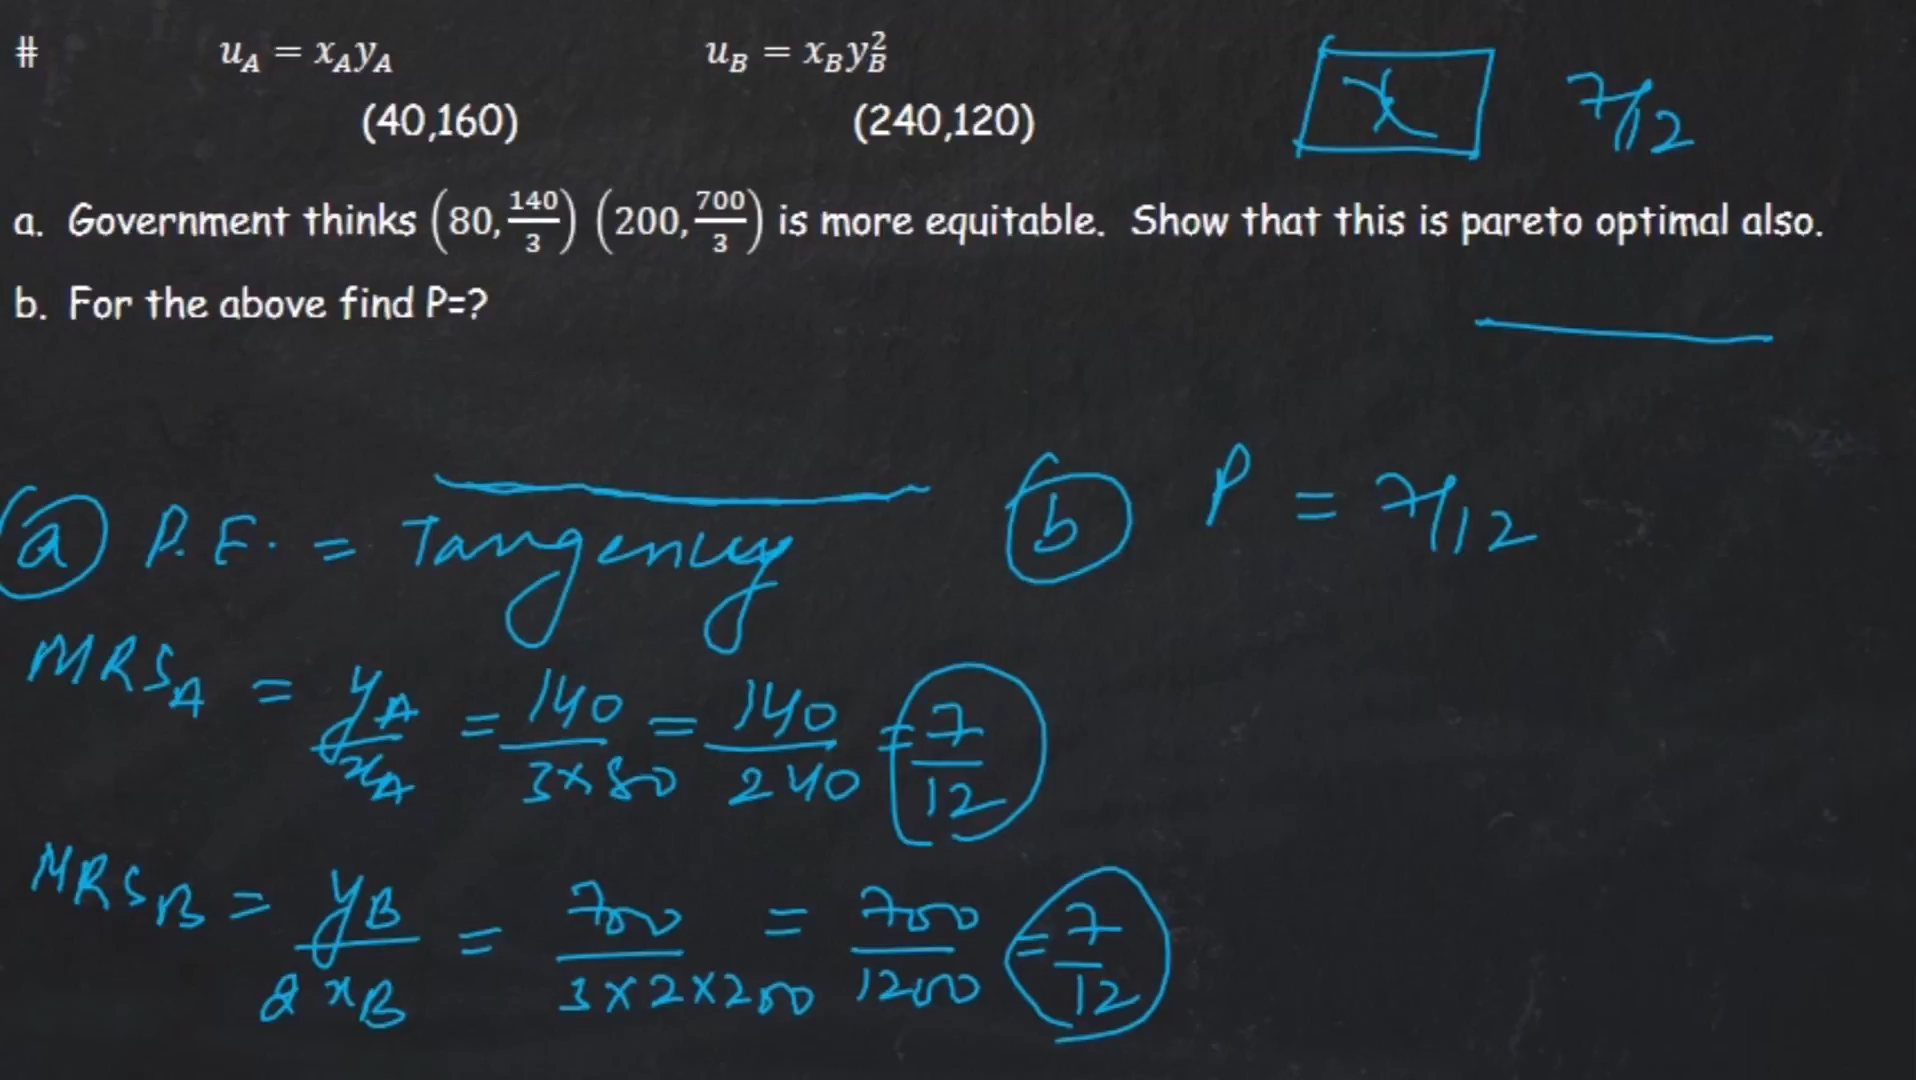 # u_A = x_A y_A u_B = x_B y_B^2 x 7/12
(40,160) (240,120)
a. Government thinks (80, 140/3) (200, 700/3) is more equitable. Show that this is pareto optimal also.
b. For the above find P=?
(a) P.E. = Tangency (b) P = 7/12
MRS_A = y_A/x_A = 140/3×80 = 140/240 = 7/12
MRS_B = y_B/2x_B = 700/3×2×200 = 700/1200 = 7/12